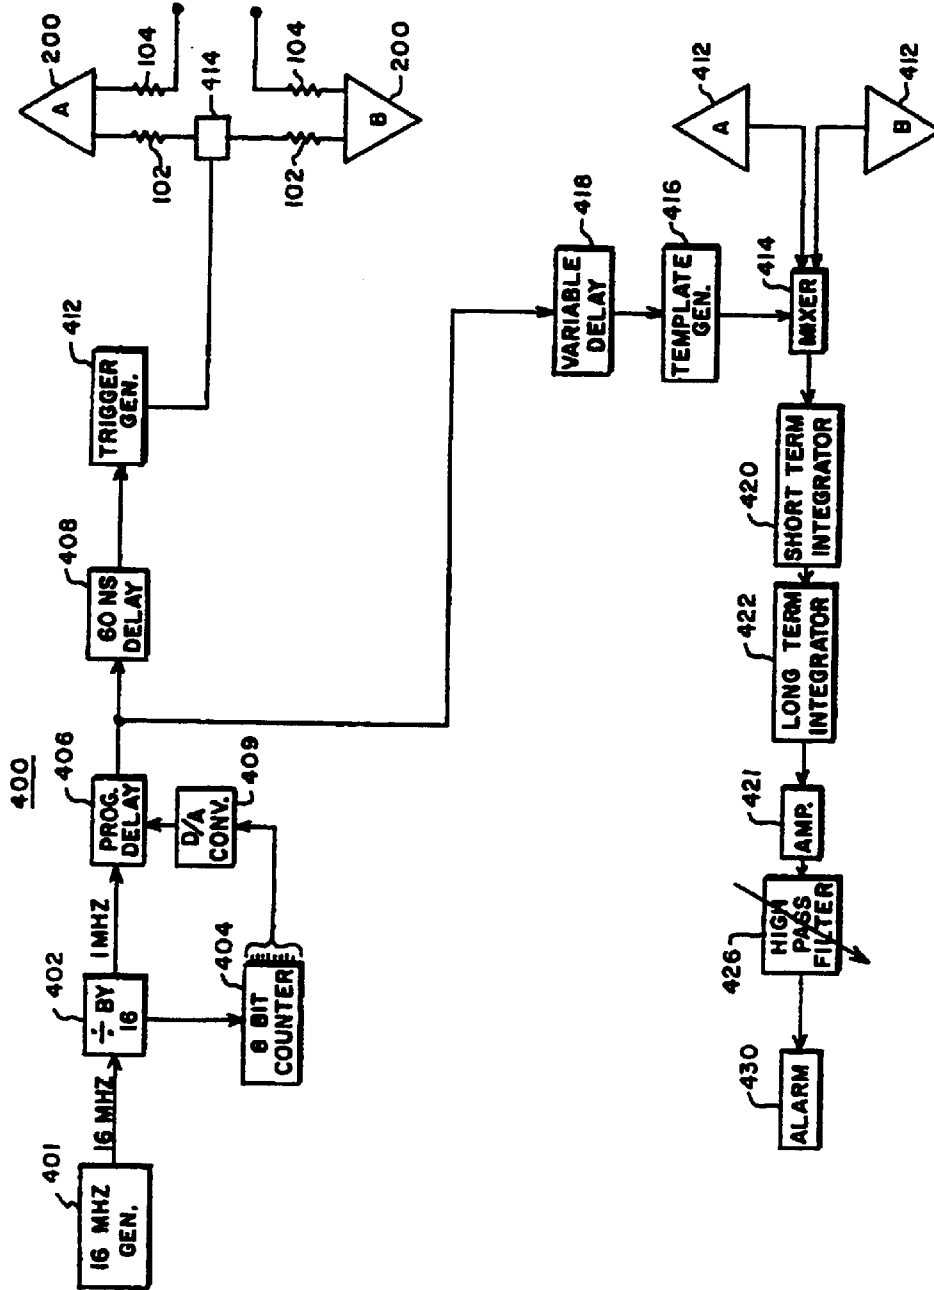 400
401
16 MHZ
GEN.
16 MHZ
402
÷ BY
16
1 MHZ
406
PROG.
DELAY
408
60 NS
DELAY
412
TRIGGER
GEN.
404
8 BIT
COUNTER
409
D/A
CONV.
200
A
104
102
414
104
102
B
200
418
VARIABLE
DELAY
416
TEMPLATE
GEN.
414
MIXER
412
A
412
B
420
SHORT TERM
INTEGRATOR
422
LONG TERM
INTEGRATOR
421
AMP.
426
HIGH
PASS
FILTER
430
ALARM